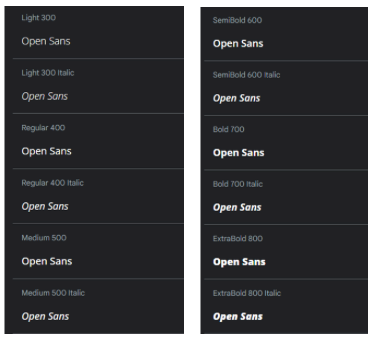 Light 300
Open Sans
Light 300 Italic
Open Sans
Regular 400
Open Sans
Regular 400 Italic
Open Sans
Medium 500
Open Sans
Medium 500 Italic
Open Sans
SemiBold 600
Open Sans
SemiBold 600 Italic
Open Sans
Bold 700
Open Sans
Bold 700 Italic
Open Sans
ExtraBold 800
Open Sans
ExtraBold 800 Italic
Open Sans